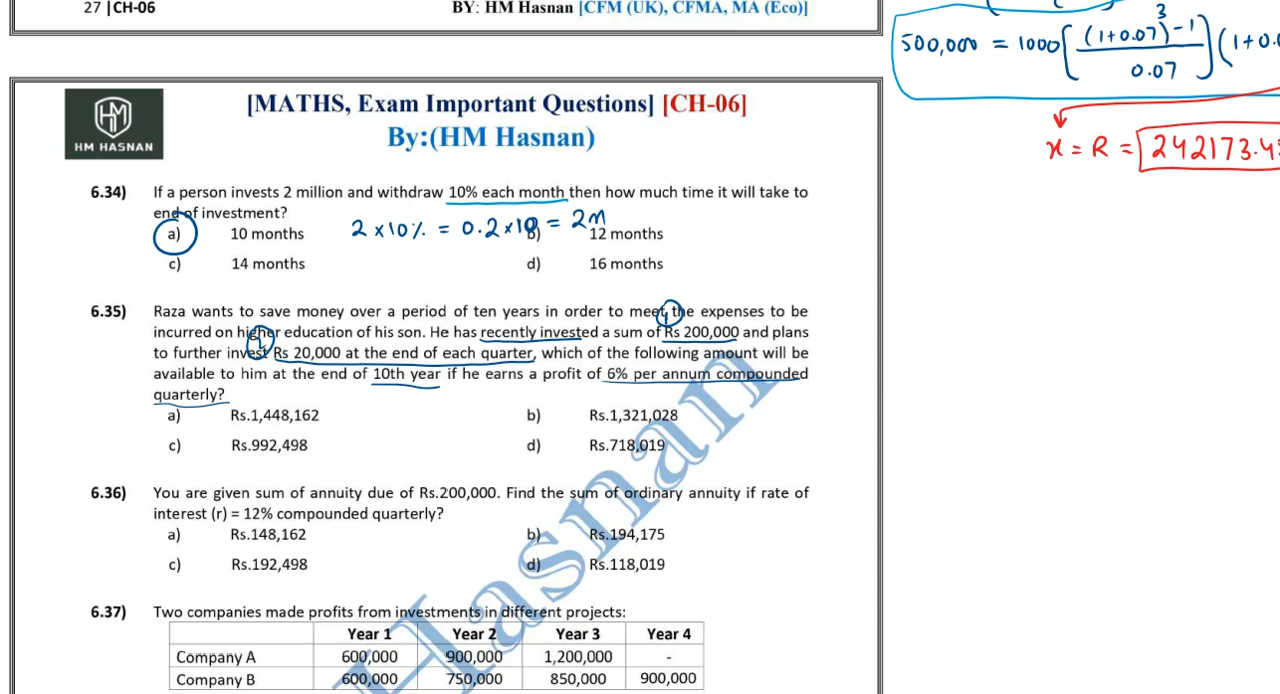 27 | CH-06
BY: HM Hasnan [CFM (UK), CFMA, MA (Eco)]
500,000 = 1000 [ (1+0.07)³ - 1 / 0.07 ] (1+0.0
x = R = 242173.43
HM HASNAN
[MATHS, Exam Important Questions] [CH-06]
By:(HM Hasnan)
6.34) If a person invests 2 million and withdraw 10% each month then how much time it will take to
end of investment?
2 × 10% = 0.2 × 10 = 2m
a) 10 months b) 12 months
c) 14 months d) 16 months
6.35) Raza wants to save money over a period of ten years in order to meet the expenses to be
incurred on higher education of his son. He has recently invested a sum of Rs 200,000 and plans
to further invest Rs 20,000 at the end of each quarter, which of the following amount will be
available to him at the end of 10th year if he earns a profit of 6% per annum compounded
quarterly?
a) Rs.1,448,162 b) Rs.1,321,028
c) Rs.992,498 d) Rs.718,019
6.36) You are given sum of annuity due of Rs.200,000. Find the sum of ordinary annuity if rate of
interest (r) = 12% compounded quarterly?
a) Rs.148,162 b) Rs.194,175
c) Rs.192,498 d) Rs.118,019
6.37) Two companies made profits from investments in different projects:
Year 1 Year 2 Year 3 Year 4
Company A 600,000 900,000 1,200,000 -
Company B 600,000 750,000 850,000 900,000
Hasnan